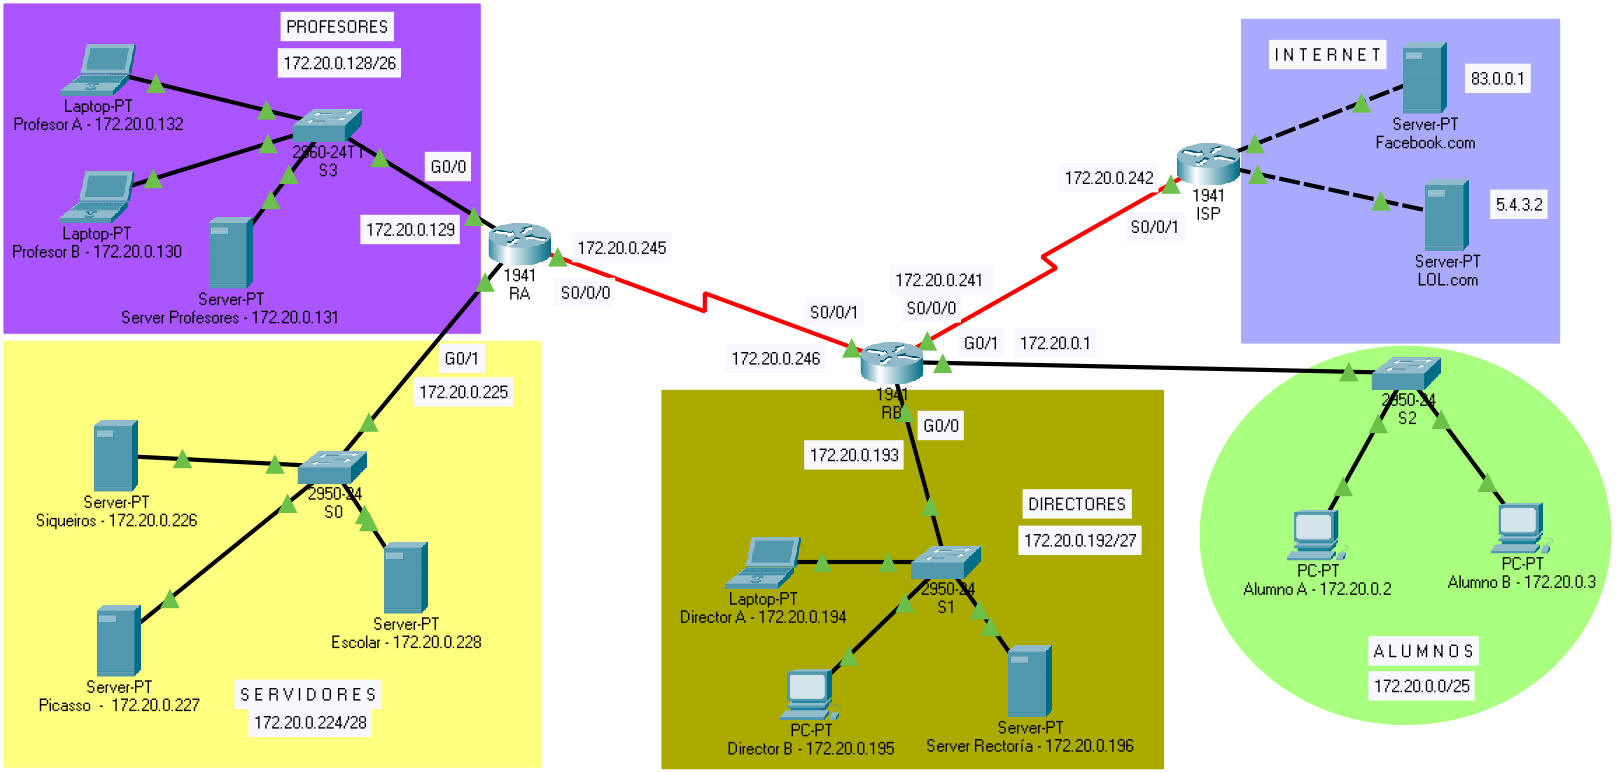 PROFESORES
172.20.0.128/26
Laptop-PT
Profesor A - 172.20.0.132
2960-24TT
S3
Laptop-PT
Profesor B - 172.20.0.130
Server-PT
Server Profesores - 172.20.0.131
G0/0
172.20.0.129
1941
RA
172.20.0.245
S0/0/0
G0/1
172.20.0.225
2950-24
S0
Server-PT
Siqueiros - 172.20.0.226
Server-PT
Escolar - 172.20.0.228
Server-PT
Picasso - 172.20.0.227
S E R V I D O R E S
172.20.0.224/28
S0/0/1
172.20.0.246
172.20.0.241
S0/0/0
1941
RB
G0/1
172.20.0.1
G0/0
172.20.0.193
DIRECTORES
172.20.0.192/27
Laptop-PT
Director A - 172.20.0.194
2950-24
S1
PC-PT
Director B - 172.20.0.195
Server-PT
Server Rectoría - 172.20.0.196
I N T E R N E T
83.0.0.1
Server-PT
Facebook.com
172.20.0.242
S0/0/1
1941
ISP
5.4.3.2
Server-PT
LOL.com
2950-24
S2
PC-PT
Alumno A - 172.20.0.2
PC-PT
Alumno B - 172.20.0.3
A L U M N O S
172.20.0.0/25